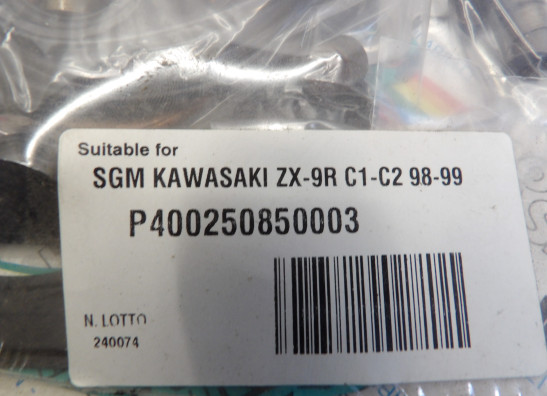 Suitable for
SGM KAWASAKI ZX-9R C1-C2 98-99
P400250850003
N. LOTTO
240074